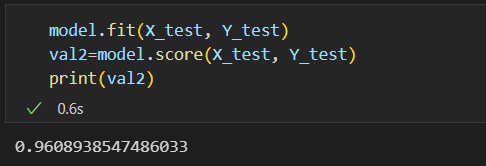 model.fit(X_test, Y_test)
val2=model.score(X_test, Y_test)
print(val2)
0.6s
0.9608938547486033